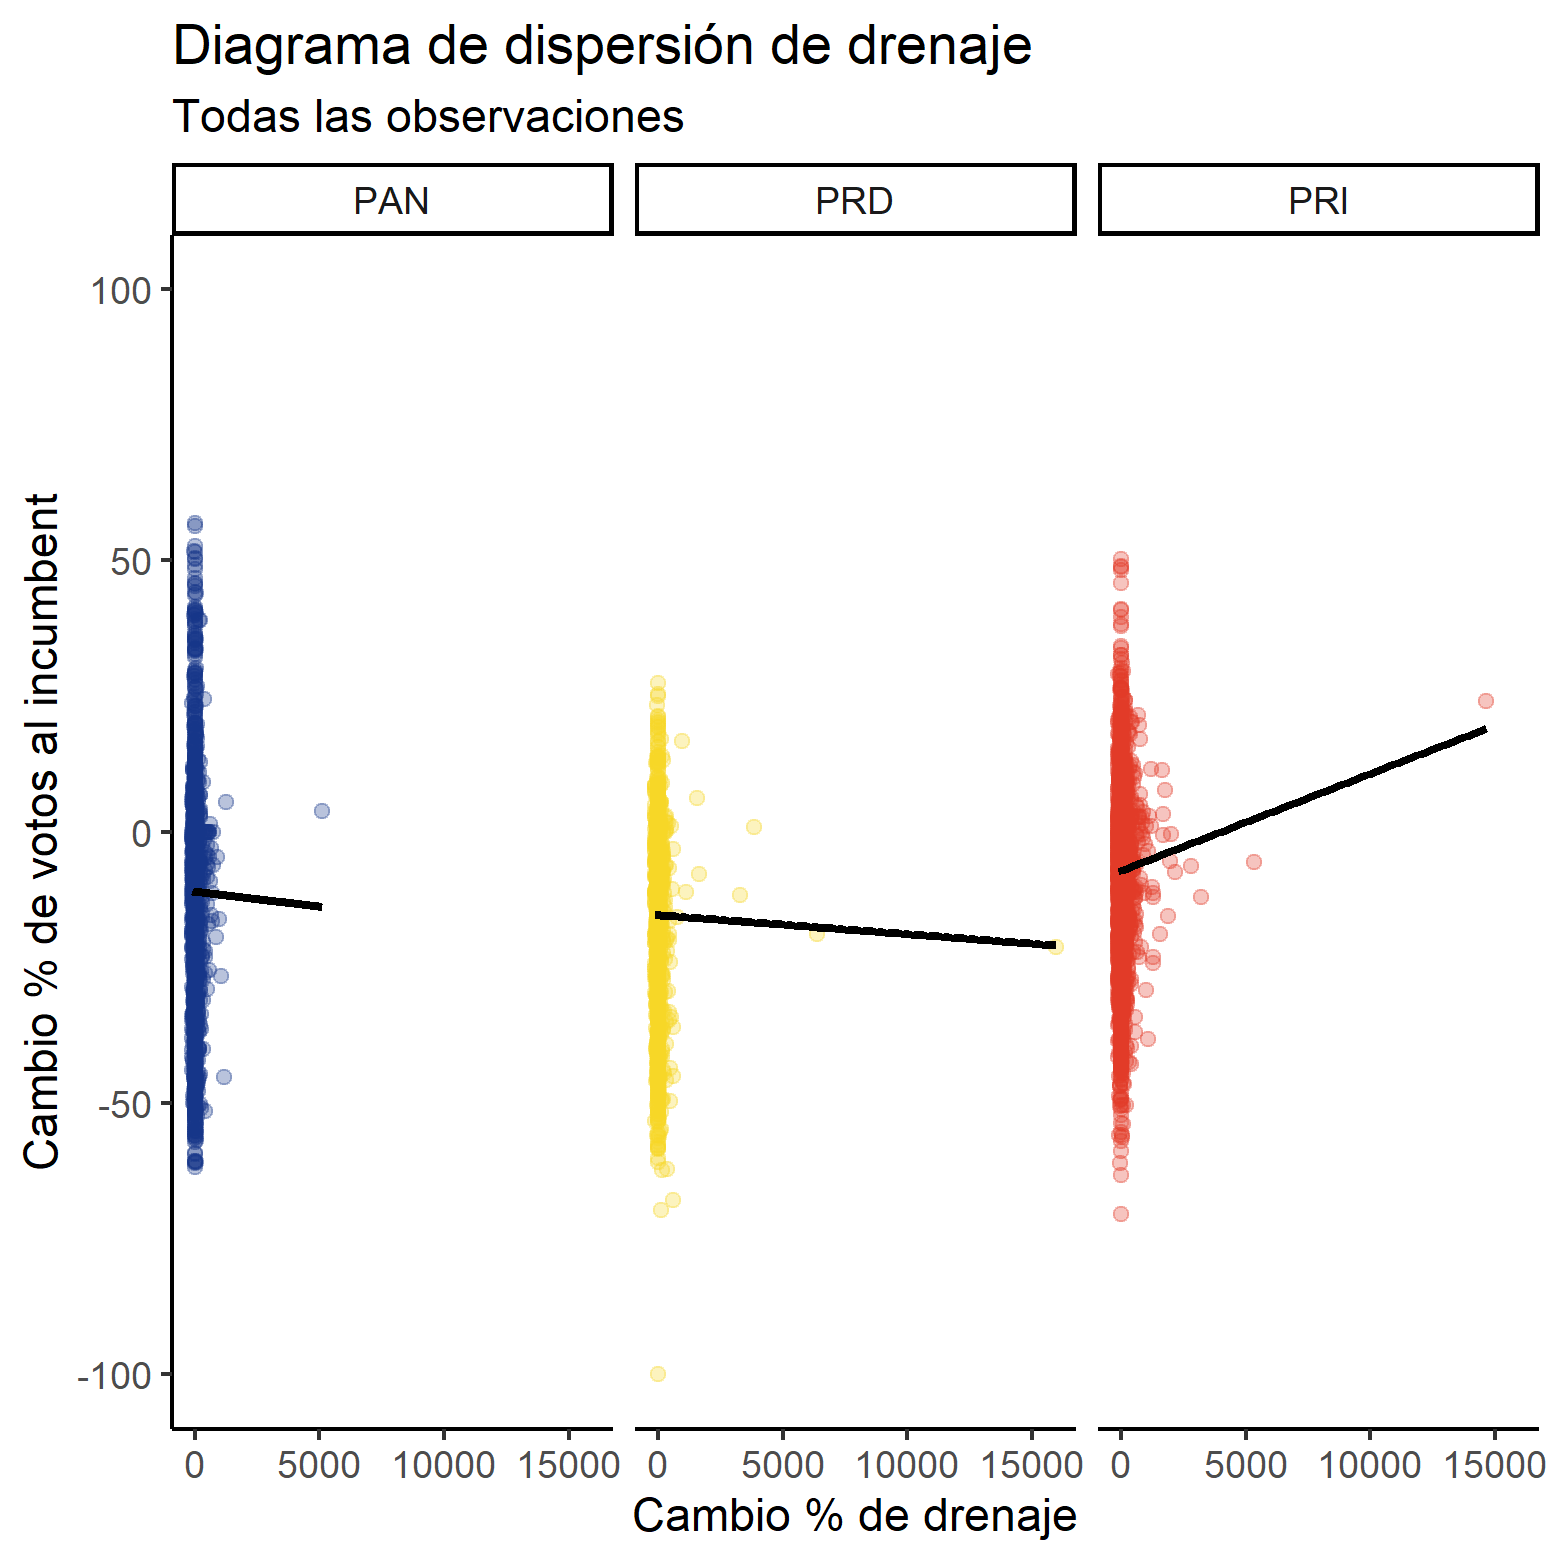 Diagrama de dispersión de drenaje
Todas las observaciones
PAN PRD PRI
100
50
0
-50
-100
Cambio % de votos al incumbent
0 5000 10000 15000 0 5000 10000 15000 0 5000 10000 15000
Cambio % de drenaje